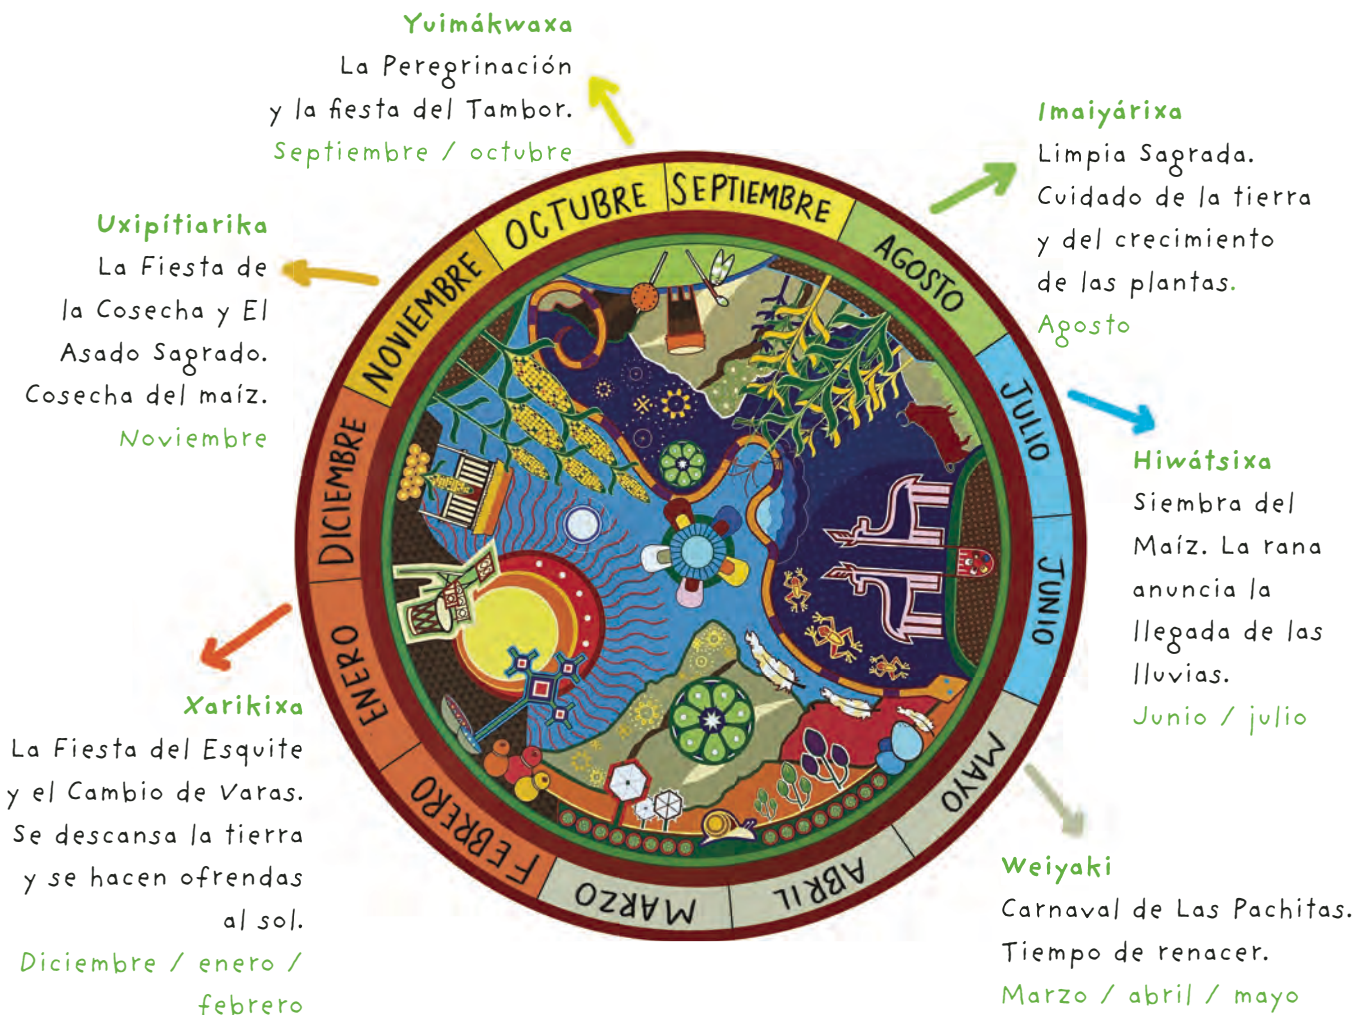 Yuimákwaxa
La Peregrinación
y la fiesta del Tambor.
Septiembre / octubre
Imaiyárixa
Limpia Sagrada.
Cuidado de la tierra
y del crecimiento
de las plantas.
Agosto
Uxipítiarika
La Fiesta de
la Cosecha y El
Asado Sagrado.
Cosecha del maíz.
Noviembre
Hiwátsixa
Siembra del
Maíz. La rana
anuncia la
llegada de las
lluvias.
Junio / julio
Xarikixa
La Fiesta del Esquite
y el Cambio de Varas.
Se descansa la tierra
y se hacen ofrendas
al sol.
Diciembre / enero /
febrero
Weiyaki
Carnaval de Las Pachitas.
Tiempo de renacer.
Marzo / abril / mayo
OCTUBRE
SEPTIEMBRE
AGOSTO
JULIO
JUNIO
MAYO
ABRIL
MARZO
FEBRERO
ENERO
DICIEMBRE
NOVIEMBRE